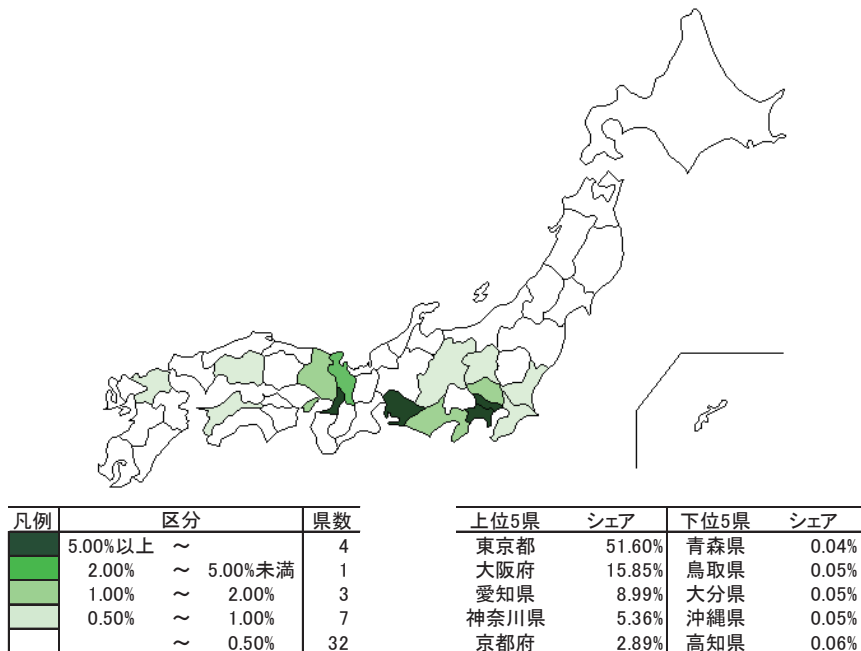 凡例 区分 県数
5.00%以上 ～ 4
2.00% ～ 5.00%未満 1
1.00% ～ 2.00% 3
0.50% ～ 1.00% 7
～ 0.50% 32
上位5県 シェア 下位5県 シェア
東京都 51.60% 青森県 0.04%
大阪府 15.85% 鳥取県 0.05%
愛知県 8.99% 大分県 0.05%
神奈川県 5.36% 沖縄県 0.05%
京都府 2.89% 高知県 0.06%